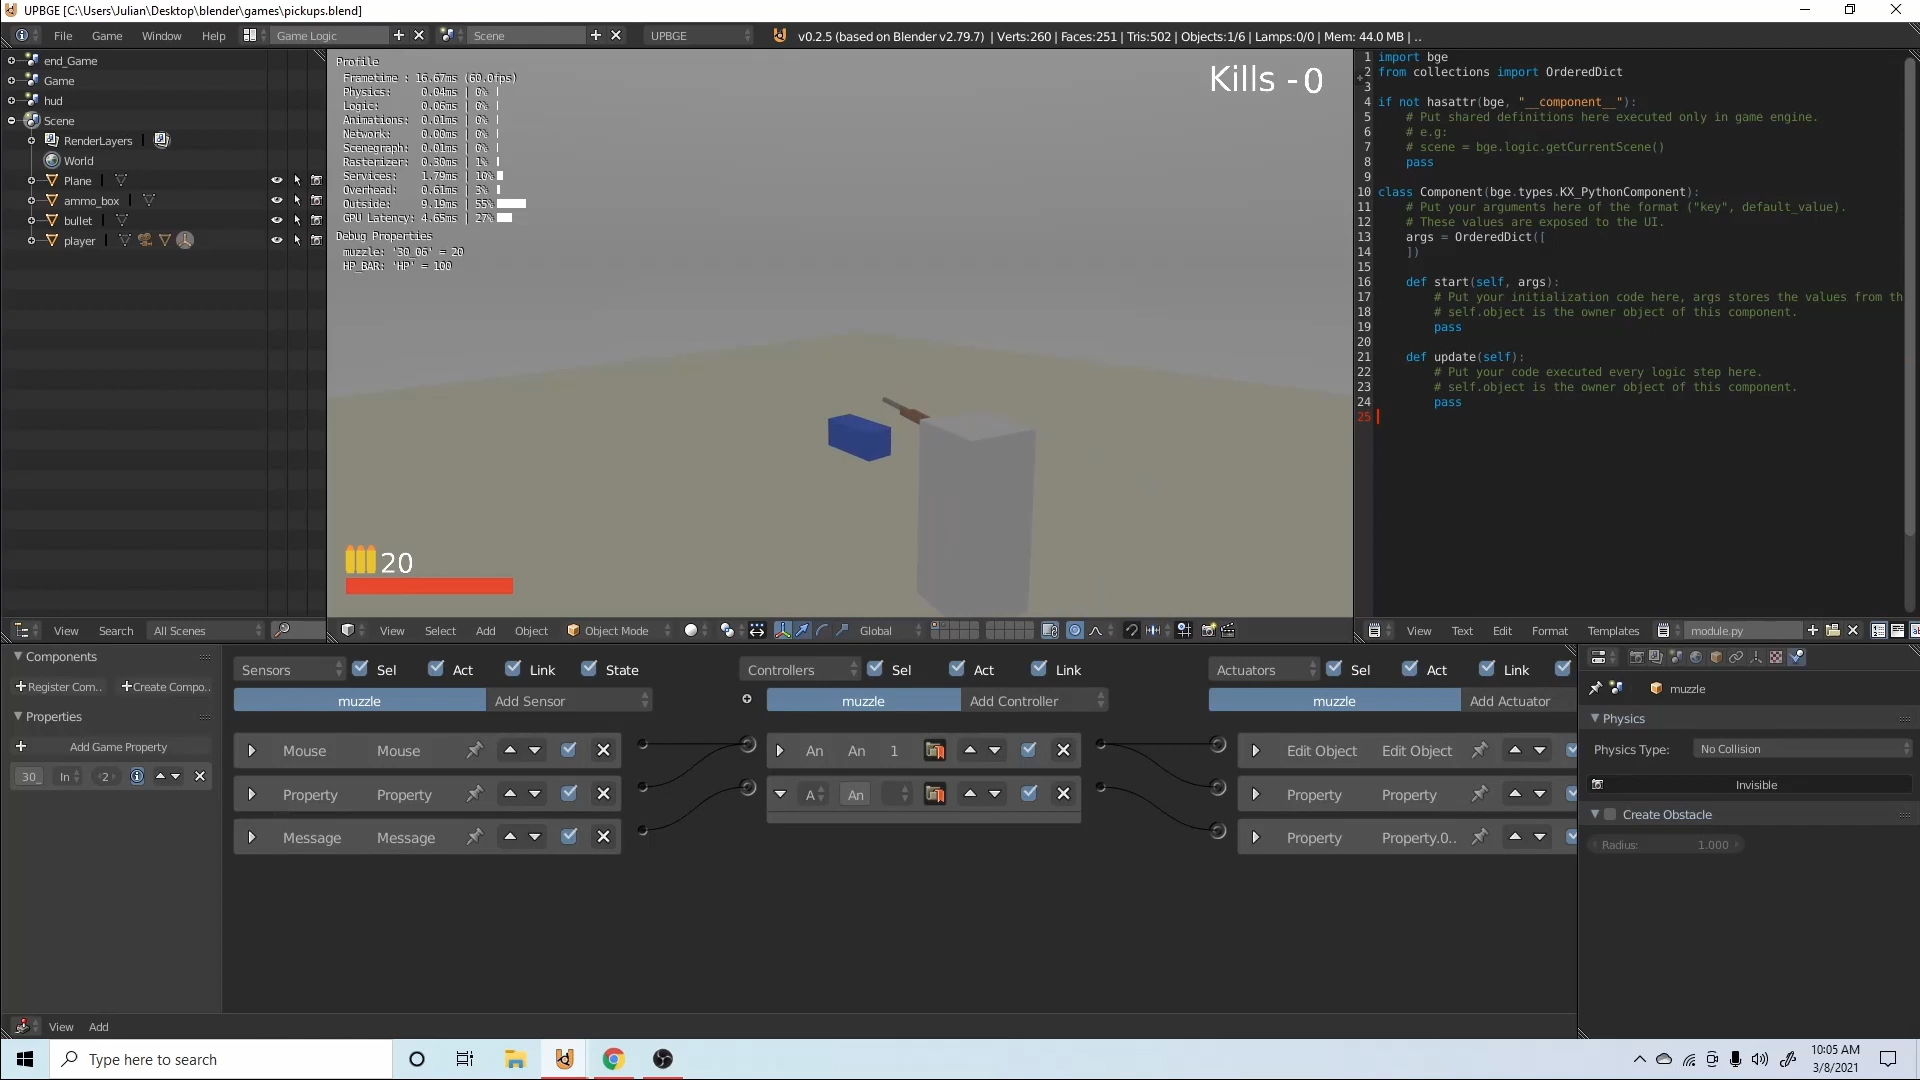 UPBGE [C:\Users\Julian\Desktop\blender\games\pickups.blend]
File Game Window Help Game Logic Scene UPBGE v0.2.5 (based on Blender v2.79.7) | Verts:260 | Faces:251 | Tris:502 | Objects:1/6 | Lamps:0/0 | Mem: 44.0 MB | ..
end_Game
Game
hud
Scene
RenderLayers
World
Plane
ammo_box
bullet
player
View Search All Scenes
Profile
Frametime : 16.67ms (60.0fps)
Physics: 0.04ms | 0%
Logic: 0.06ms | 0%
Animations: 0.01ms | 0%
Network: 0.00ms | 0%
Scenegraph: 0.01ms | 0%
Rasterizer: 0.30ms | 1%
Services: 1.79ms | 10%
Overhead: 0.61ms | 3%
Outside: 9.19ms | 55%
GPU Latency: 4.65ms | 27%
Debug Properties
muzzle: '30_06' = 20
HP_BAR: 'HP' = 100
Kills - 0
20
View Select Add Object Object Mode Global
1 import bge
2 from collections import OrderedDict
3
4 if not hasattr(bge, "__component__"):
5 # Put shared definitions here executed only in game engine.
6 # e.g:
7 # scene = bge.logic.getCurrentScene()
8 pass
9
10 class Component(bge.types.KX_PythonComponent):
11 # Put your arguments here of the format ("key", default_value).
12 # These values are exposed to the UI.
13 args = OrderedDict([
14 ])
15
16 def start(self, args):
17 # Put your initialization code here, args stores the values from th
18 # self.object is the owner object of this component.
19 pass
20
21 def update(self):
22 # Put your code executed every logic step here.
23 # self.object is the owner object of this component.
24 pass
25
View Text Edit Format Templates module.py
Components
Register Com.. Create Compo..
Properties
Add Game Property
30_ In 2
Sensors Sel Act Link State
muzzle Add Sensor
Mouse Mouse
Property Property
Message Message
Controllers Sel Act Link
muzzle Add Controller
An An 1
A An
Actuators Sel Act Link
muzzle Add Actuator
Edit Object Edit Object
Property Property
Property Property.0..
muzzle
Physics
Physics Type: No Collision
Invisible
Create Obstacle
Radius: 1.000
View Add
Type here to search
10:05 AM
3/8/2021